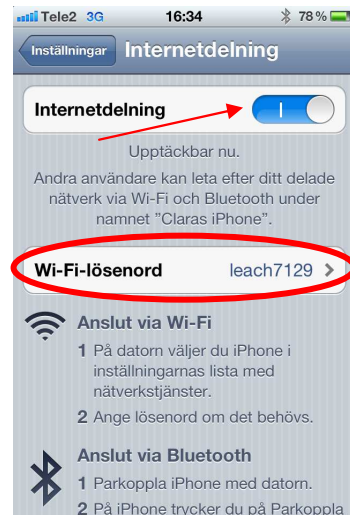 Tele2 3G 16:34 78 %
Inställningar Internetdelning
Internetdelning
Upptäckbar nu.
Andra användare kan leta efter ditt delade
nätverk via Wi-Fi och Bluetooth under
namnet ”Claras iPhone”.
Wi-Fi-lösenord leach7129
Anslut via Wi-Fi
1 På datorn väljer du iPhone i
inställningarnas lista med
nätverkstjänster.
2 Ange lösenord om det behövs.
Anslut via Bluetooth
1 Parkoppla iPhone med datorn.
2 På iPhone trycker du på Parkoppla